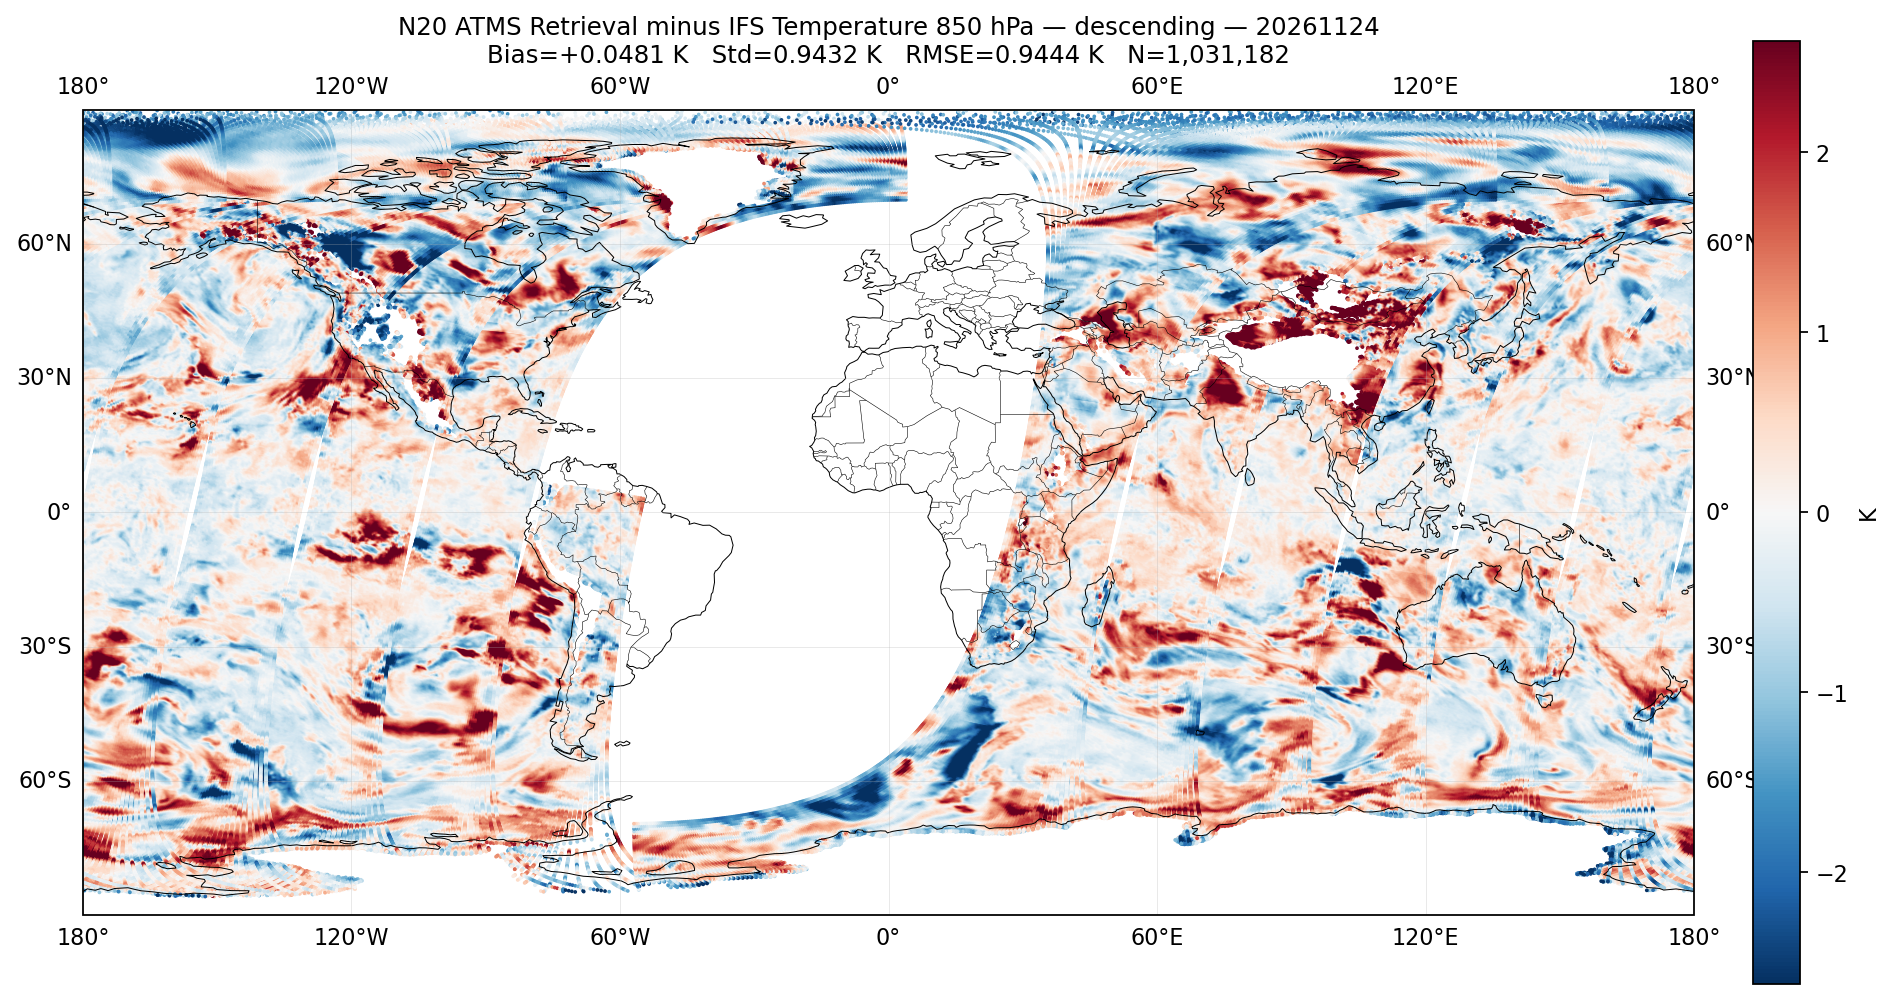 N20 ATMS Retrieval minus IFS Temperature 850 hPa — descending — 20261124
Bias=+0.0481 K   Std=0.9432 K   RMSE=0.9444 K   N=1,031,182
180° 120°W 60°W 0° 60°E 120°E 180°
60°N 60°N
30°N 30°N
0° 0°
30°S 30°S
60°S 60°S
180° 120°W 60°W 0° 60°E 120°E 180°
2
1
0
−1
−2
K